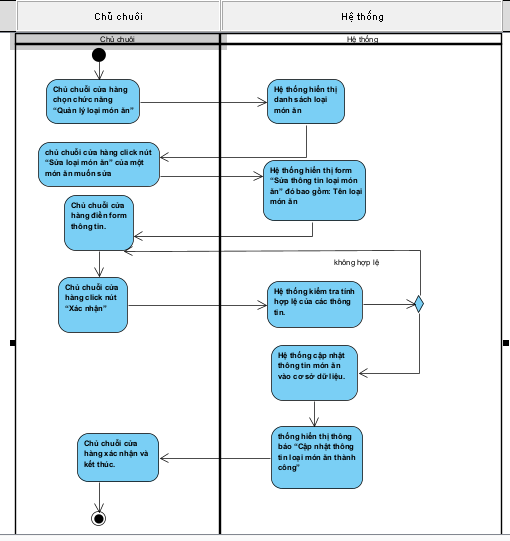 Chủ chuỗi
Hệ thống
Chủ chuỗi
Hệ thống
Chủ chuỗi cửa hàng
chọn chức năng
“Quản lý loại món ăn”
Hệ thống hiển thị
danh sách loại
món ăn
chủ chuỗi cửa hàng click nút
“Sửa loại món ăn” của một
món ăn muốn sửa
Hệ thống hiển thị form
“Sửa thông tin loại món
ăn” đó bao gồm: Tên loại
món ăn
Chủ chuỗi cửa
hàng điền form
thông tin.
không hợp lệ
Chủ chuỗi cửa
hàng click nút
“Xác nhận”
Hệ thống kiểm tra tính
hợp lệ của các thông
tin.
Hệ thống cập nhật
thông tin món ăn
vào cơ sở dữ liệu.
thống hiển thị thông
báo “Cập nhật thông
tin loại món ăn thành
công”
Chủ chuỗi cửa
hàng xác nhận và
kết thúc.